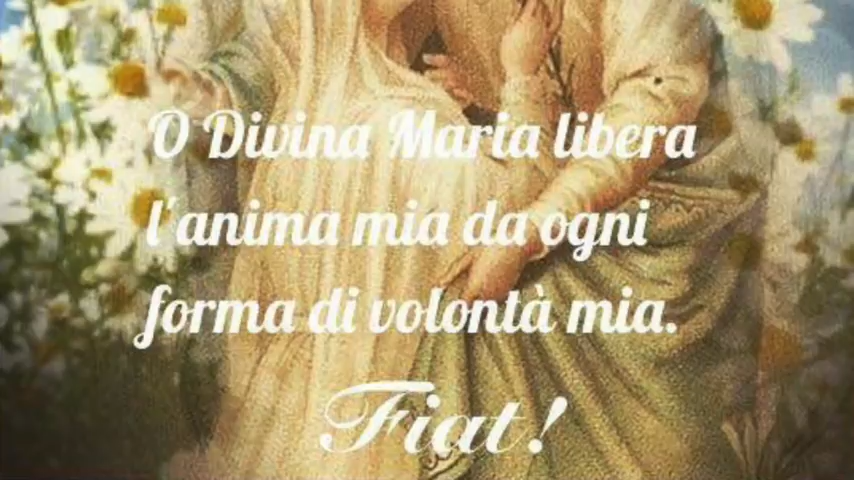 O Divina Maria libera
l'anima mia da ogni
forma di volontà mia.
Fiat!